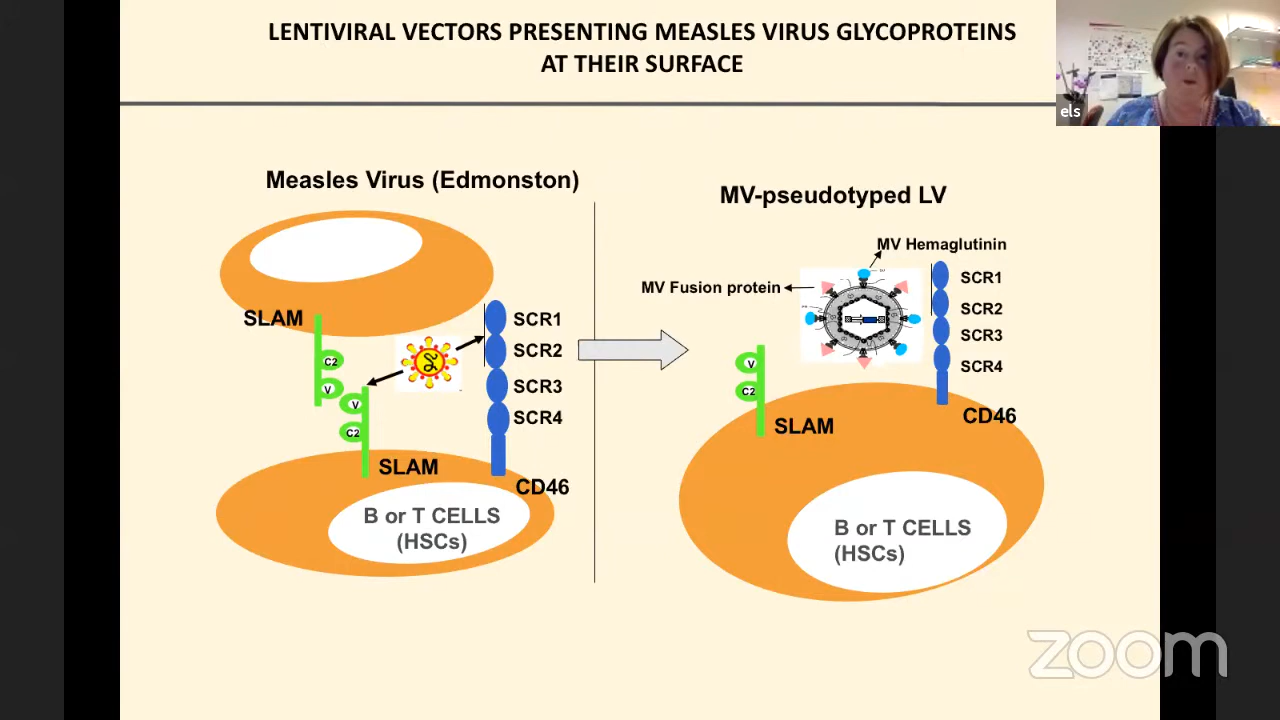 LENTIVIRAL VECTORS PRESENTING MEASLES VIRUS GLYCOPROTEINS
AT THEIR SURFACE
els
Measles Virus (Edmonston)
SLAM
C2
V
V
C2
SLAM
SCR1
SCR2
SCR3
SCR4
CD46
B or T CELLS
(HSCs)
MV-pseudotyped LV
MV Hemaglutinin
MV Fusion protein
SCR1
SCR2
SCR3
SCR4
V
C2
SLAM
CD46
B or T CELLS
(HSCs)
zoom